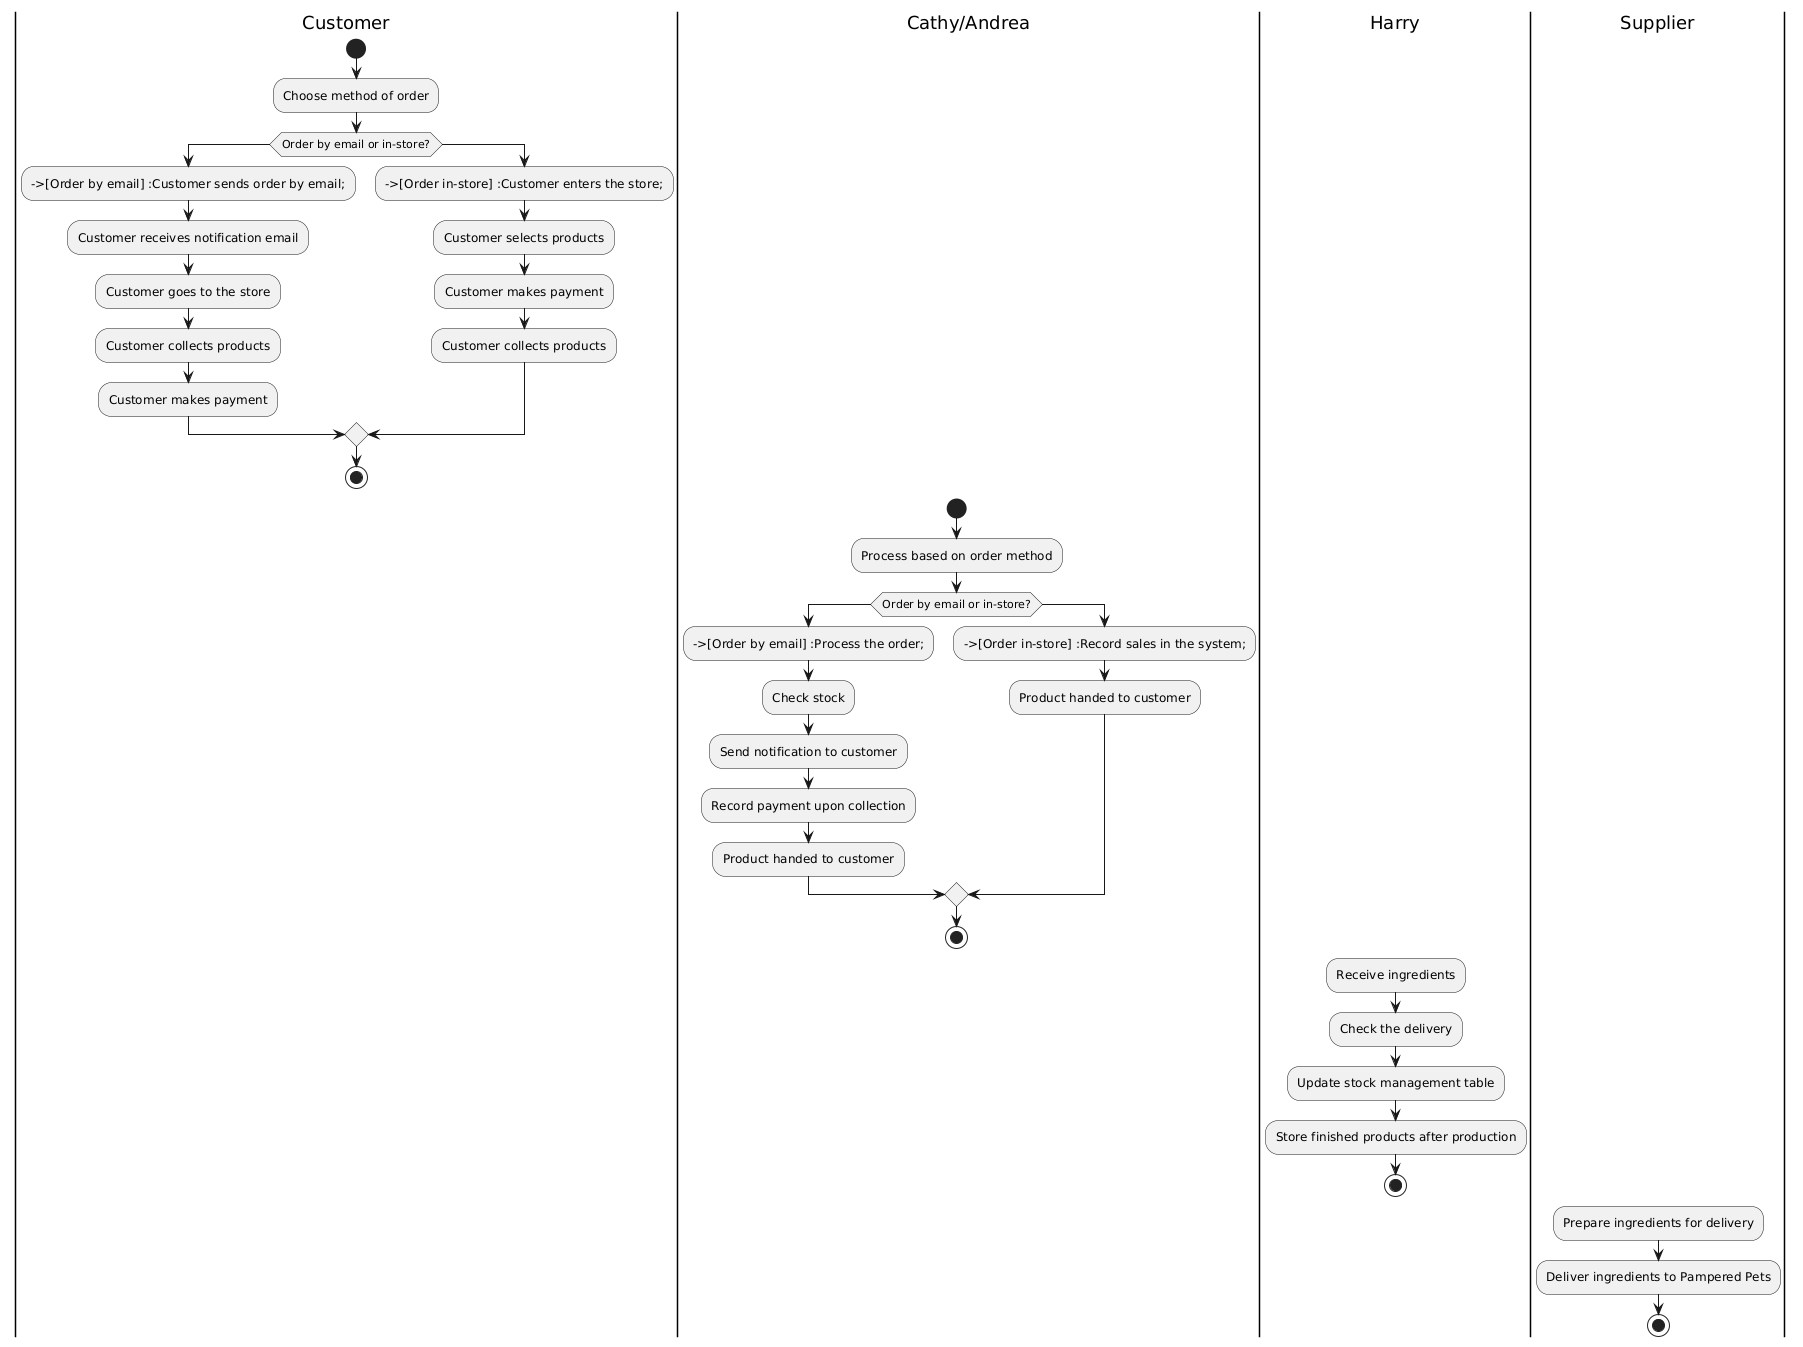 Customer
Cathy/Andrea
Harry
Supplier
Choose method of order
Order by email or in-store?
->[Order by email] :Customer sends order by email;
->[Order in-store] :Customer enters the store;
Customer receives notification email
Customer selects products
Customer goes to the store
Customer makes payment
Customer collects products
Customer collects products
Customer makes payment
Process based on order method
Order by email or in-store?
->[Order by email] :Process the order;
->[Order in-store] :Record sales in the system;
Check stock
Product handed to customer
Send notification to customer
Record payment upon collection
Product handed to customer
Receive ingredients
Check the delivery
Update stock management table
Store finished products after production
Prepare ingredients for delivery
Deliver ingredients to Pampered Pets